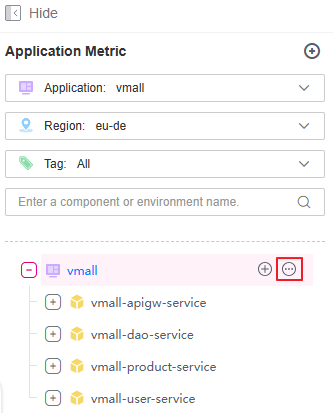 Hide
Application Metric
Application: vmall
Region: eu-de
Tag: All
Enter a component or environment name.
vmall
vmall-apigw-service
vmall-dao-service
vmall-product-service
vmall-user-service